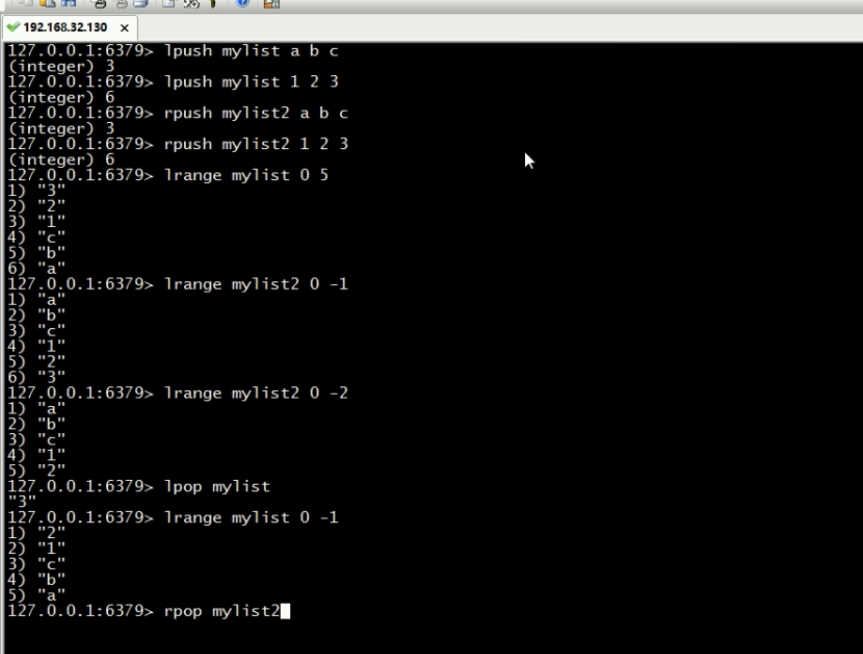 192.168.32.130 ×
127.0.0.1:6379> lpush mylist a b c
(integer) 3
127.0.0.1:6379> lpush mylist 1 2 3
(integer) 6
127.0.0.1:6379> rpush mylist2 a b c
(integer) 3
127.0.0.1:6379> rpush mylist2 1 2 3
(integer) 6
127.0.0.1:6379> lrange mylist 0 5
1) "3"
2) "2"
3) "1"
4) "c"
5) "b"
6) "a"
127.0.0.1:6379> lrange mylist2 0 -1
1) "a"
2) "b"
3) "c"
4) "1"
5) "2"
6) "3"
127.0.0.1:6379> lrange mylist2 0 -2
1) "a"
2) "b"
3) "c"
4) "1"
5) "2"
127.0.0.1:6379> lpop mylist
"3"
127.0.0.1:6379> lrange mylist 0 -1
1) "2"
2) "1"
3) "c"
4) "b"
5) "a"
127.0.0.1:6379> rpop mylist2